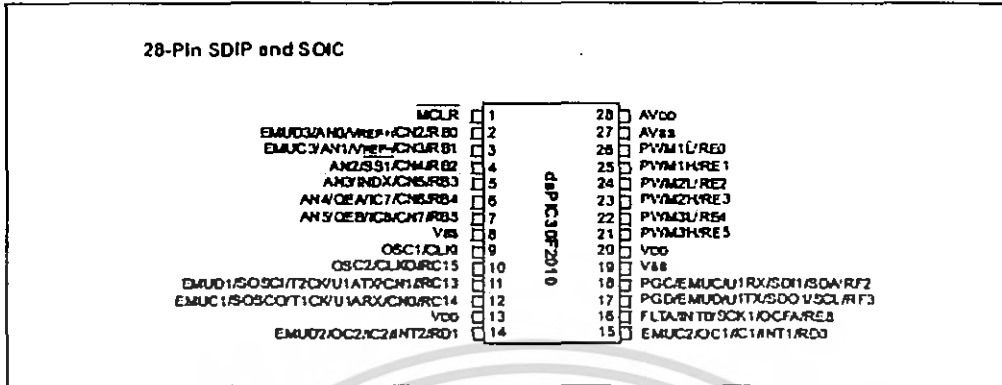 28-Pin SDIP and SOIC
MCLR 1
EMUD3/AN0/VREF+/CN2/RB0 2
EMUC3/AN1/VREF-/CN3/RB1 3
AN2/SS1/CN4/RB2 4
AN3/INDX/CN5/RB3 5
AN4/QEA/IC7/CN6/RB4 6
AN5/QEB/IC8/CN7/RB5 7
VSS 8
OSC1/CLKI 9
OSC2/CLKO/RC15 10
EMUD1/SOSCI/T2CK/U1ATX/CN1/RC13 11
EMUC1/SOSCO/T1CK/U1ARX/CN0/RC14 12
VDD 13
EMUD2/OC2/IC2/INT2/RD1 14
dsPIC30F2010
28 AVDD
27 AVSS
26 PWM1L/RE0
25 PWM1H/RE1
24 PWM2L/RE2
23 PWM2H/RE3
22 PWM3L/RE4
21 PWM3H/RE5
20 VDD
19 VSS
18 PGC/EMUC/U1RX/SDI1/SDA/RF2
17 PGD/EMUD/U1TX/SDO1/SCL/RF3
16 FLTA/INT0/SCK1/OCFA/RE8
15 EMUC2/OC1/IC1/INT1/RD0